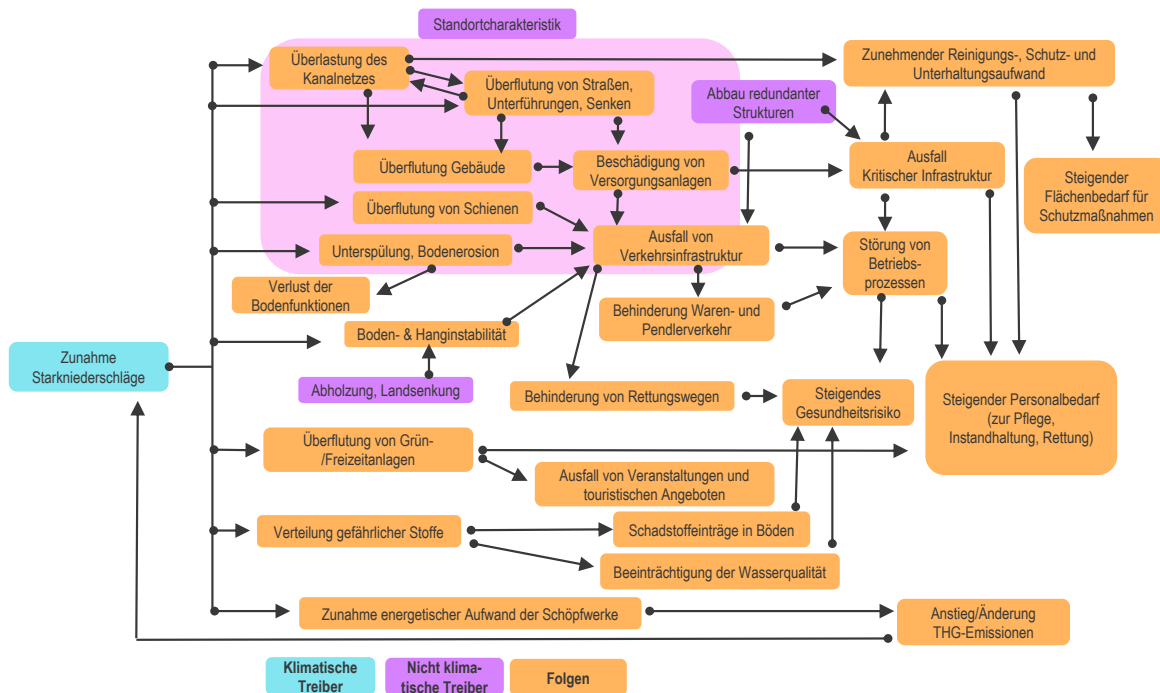 Standortcharakteristik
Überlastung des
Kanalnetzes
Zunehmender Reinigungs-, Schutz- und
Unterhaltungsaufwand
Überflutung von Straßen,
Unterführungen, Senken
Abbau redundanter
Strukturen
Überflutung Gebäude
Beschädigung von
Versorgungsanlagen
Ausfall
Kritischer Infrastruktur
Steigender
Flächenbedarf für
Schutzmaßnahmen
Überflutung von Schienen
Unterspülung, Bodenerosion
Ausfall von
Verkehrsinfrastruktur
Störung von
Betriebs-
prozessen
Verlust der
Bodenfunktionen
Behinderung Waren- und
Pendlerverkehr
Boden- & Hanginstabilität
Zunahme
Starkniederschläge
Abholzung, Landsenkung
Behinderung von Rettungswegen
Steigendes
Gesundheitsrisiko
Steigender Personalbedarf
(zur Pflege,
Instandhaltung, Rettung)
Überflutung von Grün-
/Freizeitanlagen
Ausfall von Veranstaltungen und
touristischen Angeboten
Verteilung gefährlicher Stoffe
Schadstoffeinträge in Böden
Beeinträchtigung der Wasserqualität
Zunahme energetischer Aufwand der Schöpfwerke
Anstieg/Änderung
THG-Emissionen
Klimatische
Treiber
Nicht klima-
tische Treiber
Folgen